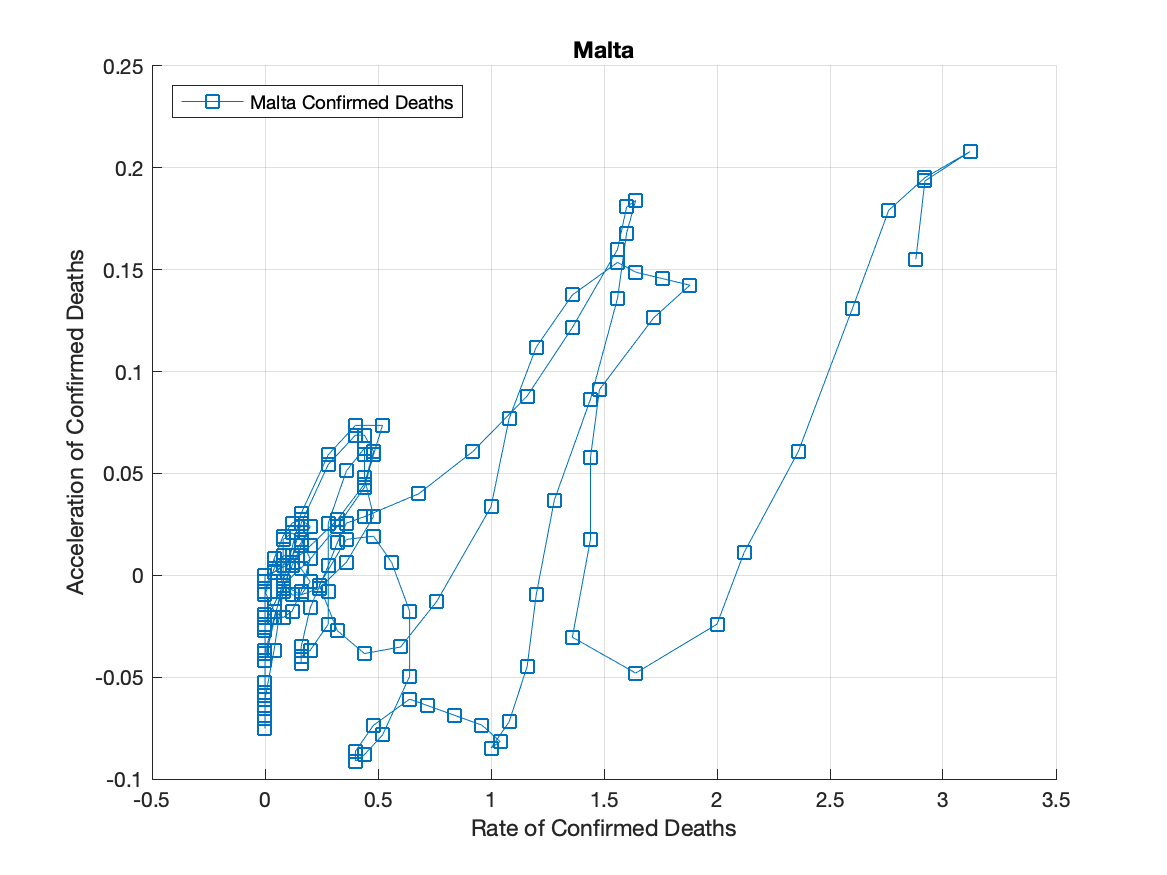 Malta
0.25
Malta Confirmed Deaths
0.2
0.15
0.1
0.05
0
-0.05
-0.1
Acceleration of Confirmed Deaths
-0.5 0 0.5 1 1.5 2 2.5 3 3.5
Rate of Confirmed Deaths